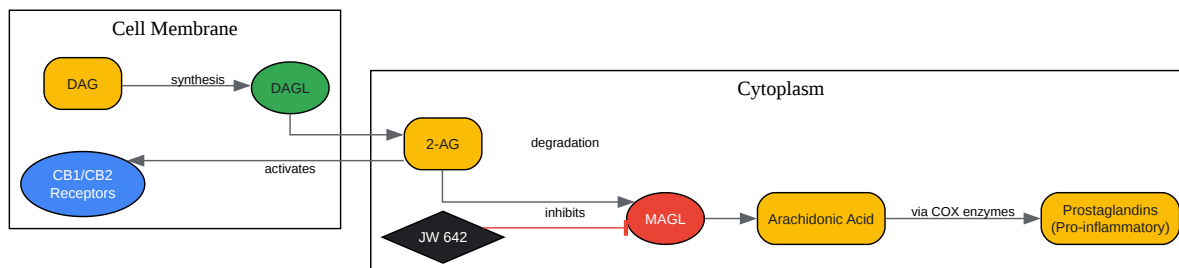 Cell Membrane
DAG
synthesis
DAGL
CB1/CB2
Receptors
activates
Cytoplasm
2-AG
degradation
inhibits
JW 642
MAGL
Arachidonic Acid
via COX enzymes
Prostaglandins
(Pro-inflammatory)